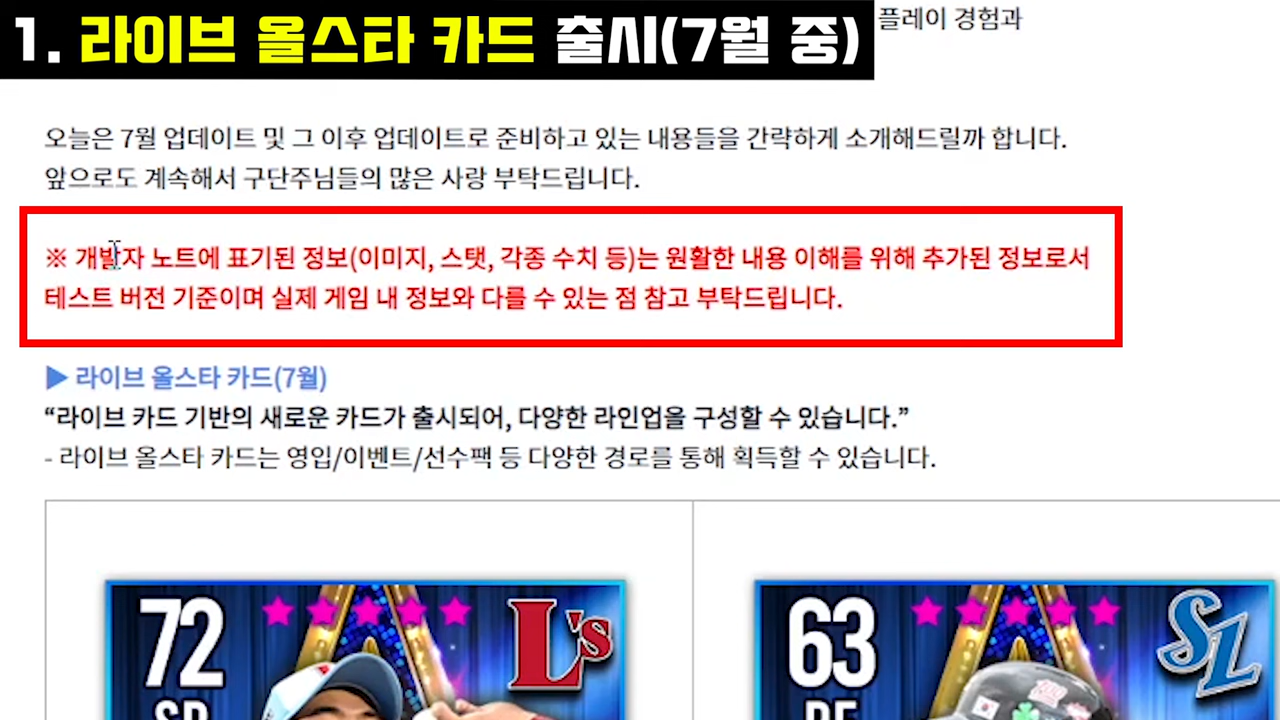 1. 라이브 올스타 카드 출시(7월 중)
플레이 경험과
오늘은 7월 업데이트 및 그 이후 업데이트로 준비하고 있는 내용들을 간략하게 소개해드릴까 합니다.
앞으로도 계속해서 구단주님들의 많은 사랑 부탁드립니다.
※ 개발자 노트에 표기된 정보(이미지, 스탯, 각종 수치 등)는 원활한 내용 이해를 위해 추가된 정보로서
테스트 버전 기준이며 실제 게임 내 정보와 다를 수 있는 점 참고 부탁드립니다.
▶ 라이브 올스타 카드(7월)
“라이브 카드 기반의 새로운 카드가 출시되어, 다양한 라인업을 구성할 수 있습니다.”
- 라이브 올스타 카드는 영입/이벤트/선수팩 등 다양한 경로를 통해 획득할 수 있습니다.
72
L's
63
SL